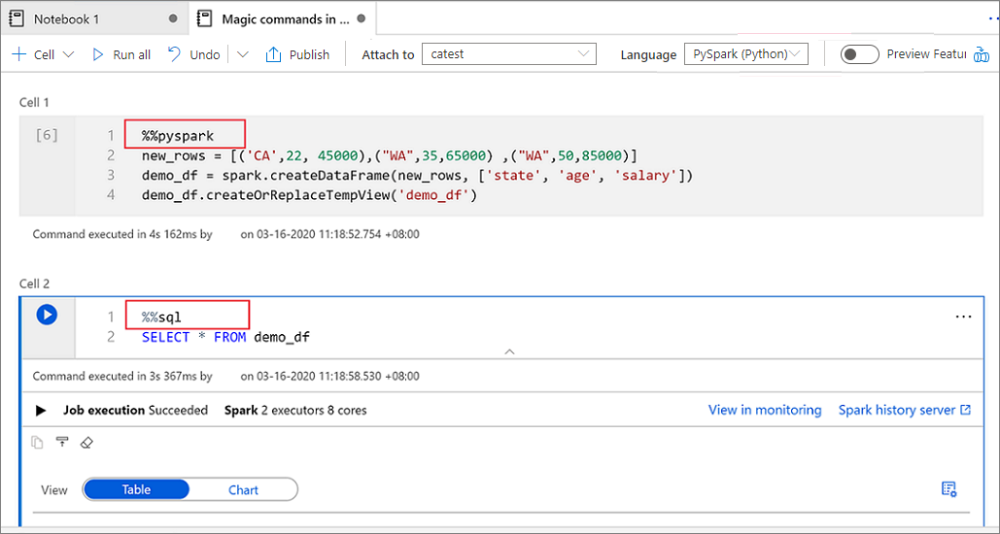 Notebook 1
Magic commands in ...
Cell
Run all
Undo
Publish
Attach to
catest
Language
PySpark (Python)
Preview Featur
Cell 1
[6]
1 %%pyspark
2 new_rows = [('CA',22, 45000),("WA",35,65000) ,("WA",50,85000)]
3 demo_df = spark.createDataFrame(new_rows, ['state', 'age', 'salary'])
4 demo_df.createOrReplaceTempView('demo_df')
Command executed in 4s 162ms by on 03-16-2020 11:18:52.754 +08:00
Cell 2
1 %%sql
2 SELECT * FROM demo_df
Command executed in 3s 367ms by on 03-16-2020 11:18:58.530 +08:00
Job execution Succeeded Spark 2 executors 8 cores View in monitoring Spark history server
View Table Chart